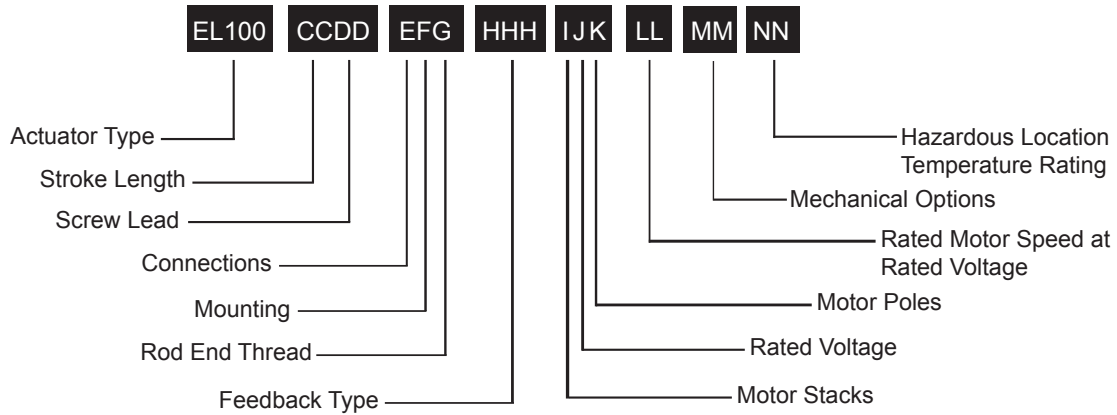 EL100 CCDD EFG HHH IJK LL MM NN
Actuator Type
Stroke Length
Screw Lead
Connections
Mounting
Rod End Thread
Feedback Type
Hazardous Location
Temperature Rating
Mechanical Options
Rated Motor Speed at
Rated Voltage
Motor Poles
Rated Voltage
Motor Stacks